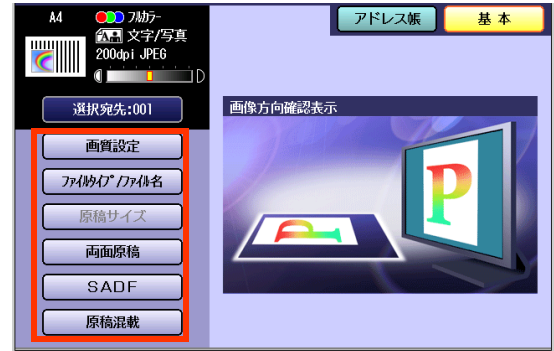 A4 フルカラー
アドレス帳 基本
A 文字/写真
200dpi JPEG
選択宛先:001
画像方向確認表示
画質設定
ファイルタイプ/ファイル名
原稿サイズ
両面原稿
SADF
原稿混載
P
P